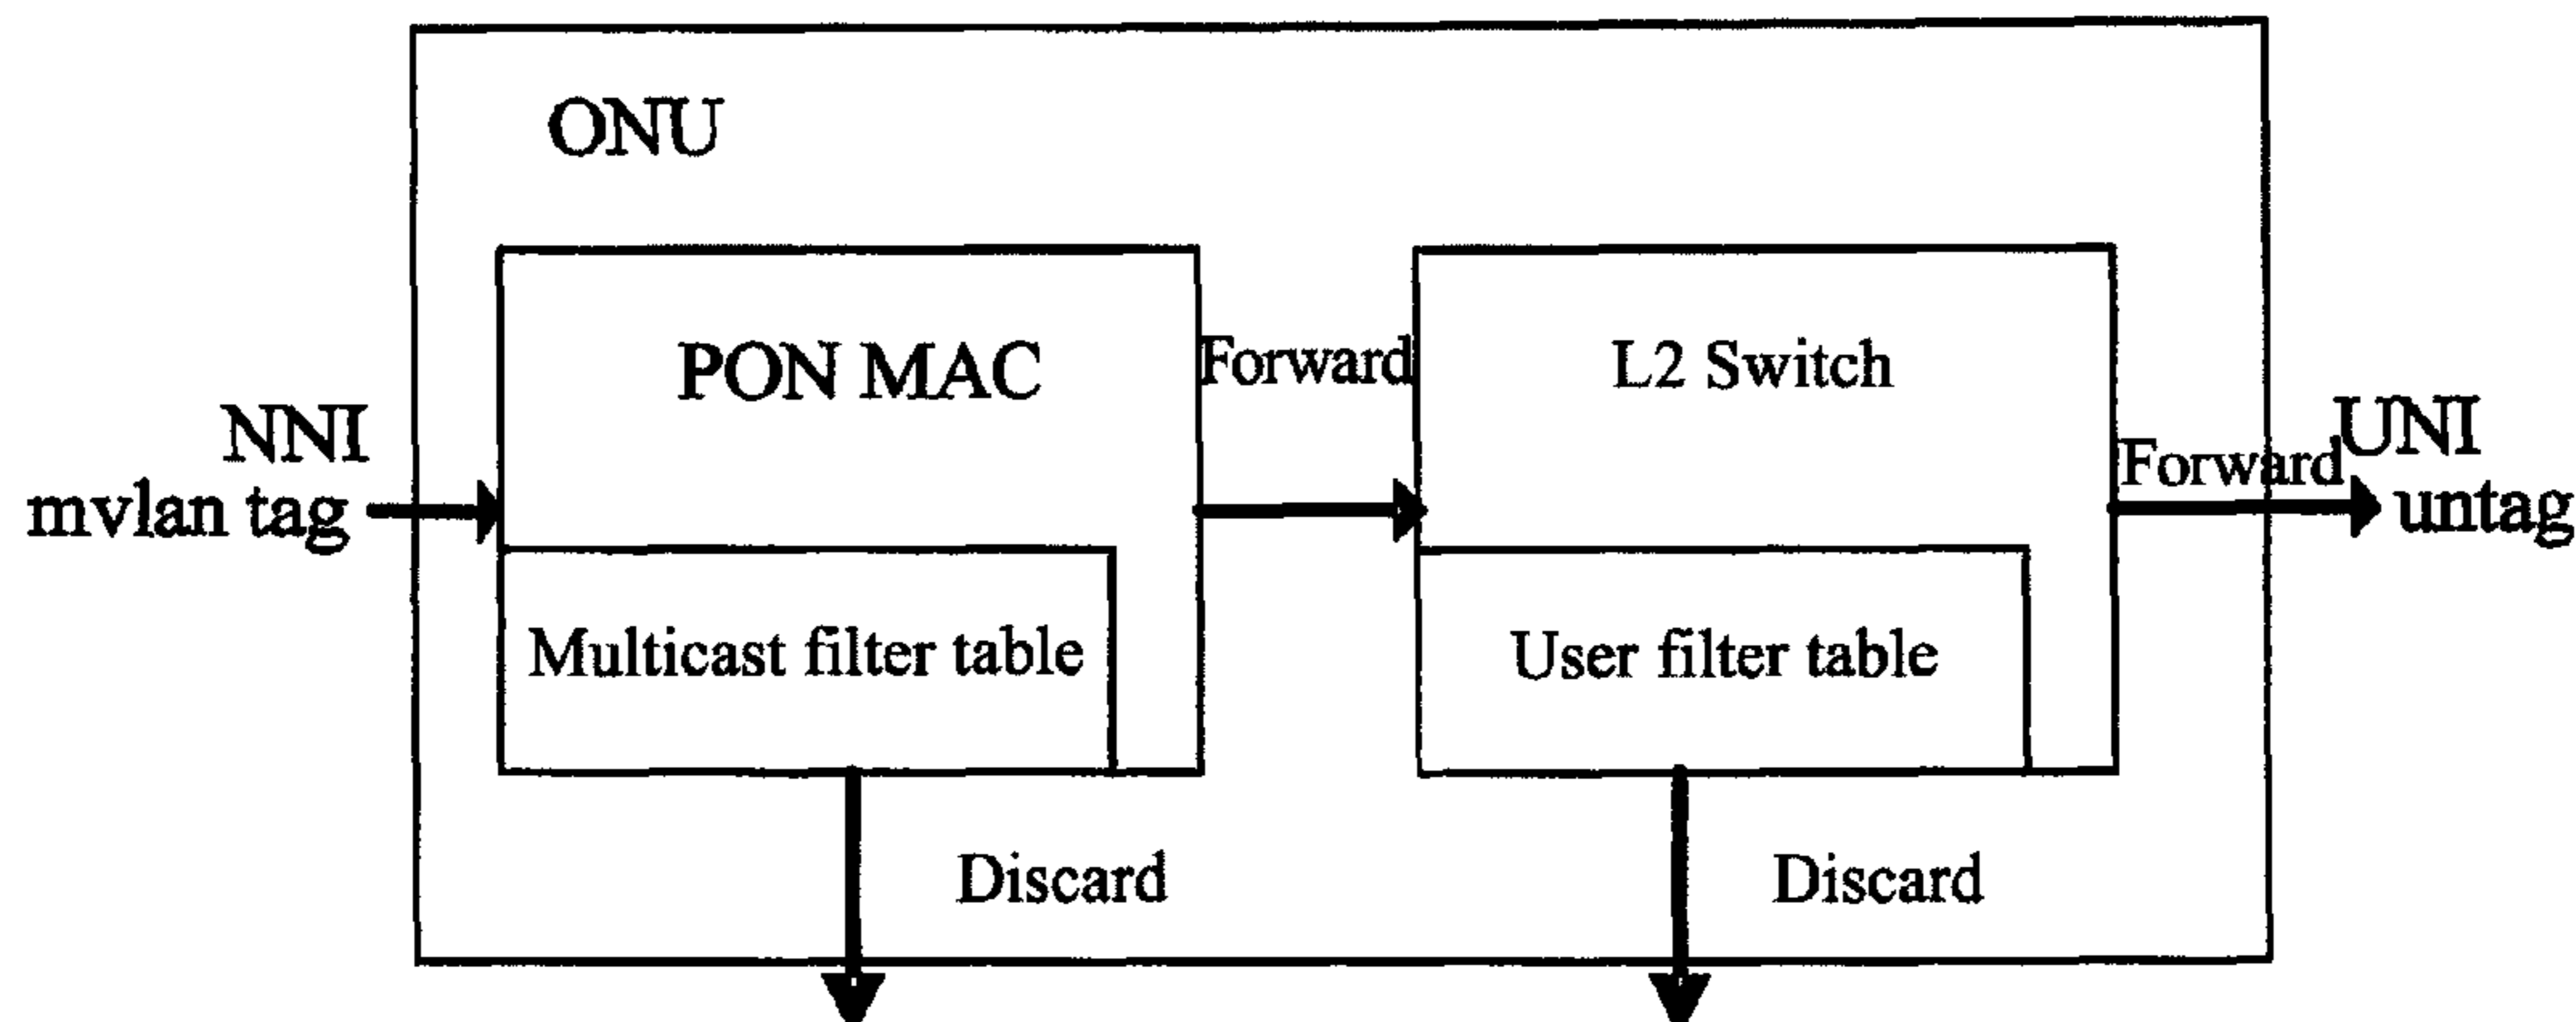 ONU
PON MAC
Forward
L2 Switch
NNI
mvlan tag
Forward
UNI
untag
Multicast filter table
User filter table
Discard
Discard